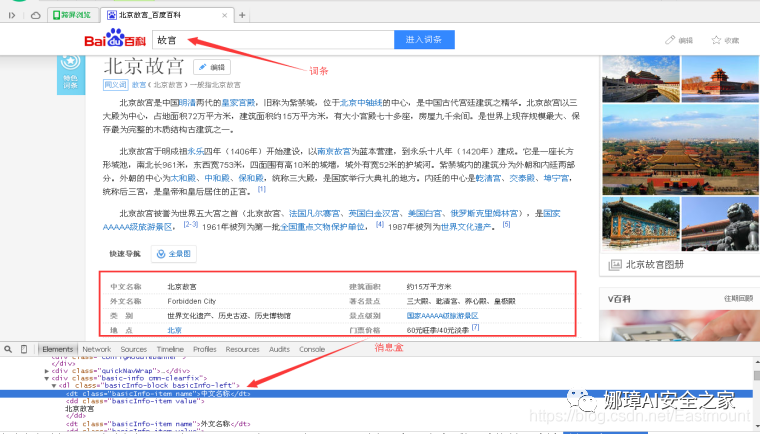 跨屏浏览
北京故宫_百度百科
Bai 百科
故宫
进入词条
编辑
收藏
特色
词条
北京故宫
编辑
词条
同义词 故宫（北京故宫）一般指北京故宫
北京故宫是中国明清两代的皇家宫殿，旧称为紫禁城，位于北京中轴线的中心，是中国古代宫廷建筑之精华。北京故宫以三
大殿为中心，占地面积72万平方米，建筑面积约15万平方米，有大小宫殿七十多座，房屋九千余间。是世界上现存规模最大、保
存最为完整的木质结构古建筑之一。
北京故宫于明成祖永乐四年（1406年）开始建设，以南京故宫为蓝本营建，到永乐十八年（1420年）建成。它是一座长方
形城池，南北长961米，东西宽753米，四面围有高10米的城墙，城外有宽52米的护城河。紫禁城内的建筑分为外朝和内廷两部
分。外朝的中心为太和殿、中和殿、保和殿，统称三大殿，是国家举行大典礼的地方。内廷的中心是乾清宫、交泰殿、坤宁宫，
统称后三宫，是皇帝和皇后居住的正宫。 [1]
北京故宫被誉为世界五大宫之首（北京故宫、法国凡尔赛宫、英国白金汉宫、美国白宫、俄罗斯克里姆林宫），是国家
AAAAA级旅游景区， [2-3] 1961年被列为第一批全国重点文物保护单位， [4] 1987年被列为世界文化遗产。 [5]
快速导航
全景图
北京故宫图册
中文名称 北京故宫 建筑面积 约15万平方米
外文名称 Forbidden City 著名景点 三大殿、乾清宫、养心殿、皇极殿
类 别 世界文化遗产、历史古迹、历史博物馆 景点级别 国家AAAAA级旅游景区
地 点 北京 门票价格 60元旺季/40元淡季 [7]
V百科 往期回顾
消息盒
Elements Network Sources Timeline Profiles Resources Audits Console
</div>
<div class="quickNavWrap">…</div>
<div class="basic-info cmn-clearfix">
<dl class="basicInfo-block basicInfo-left">
<dt class="basicInfo-item name">中文名称</dt>
<dd class="basicInfo-item value">
北京故宫
</dd>
<dt class="basicInfo-item name">外文名称</dt>
<dd class="basicInfo-item value">
娜璋AI安全之家
https://blog.csdn.net/Eastmount